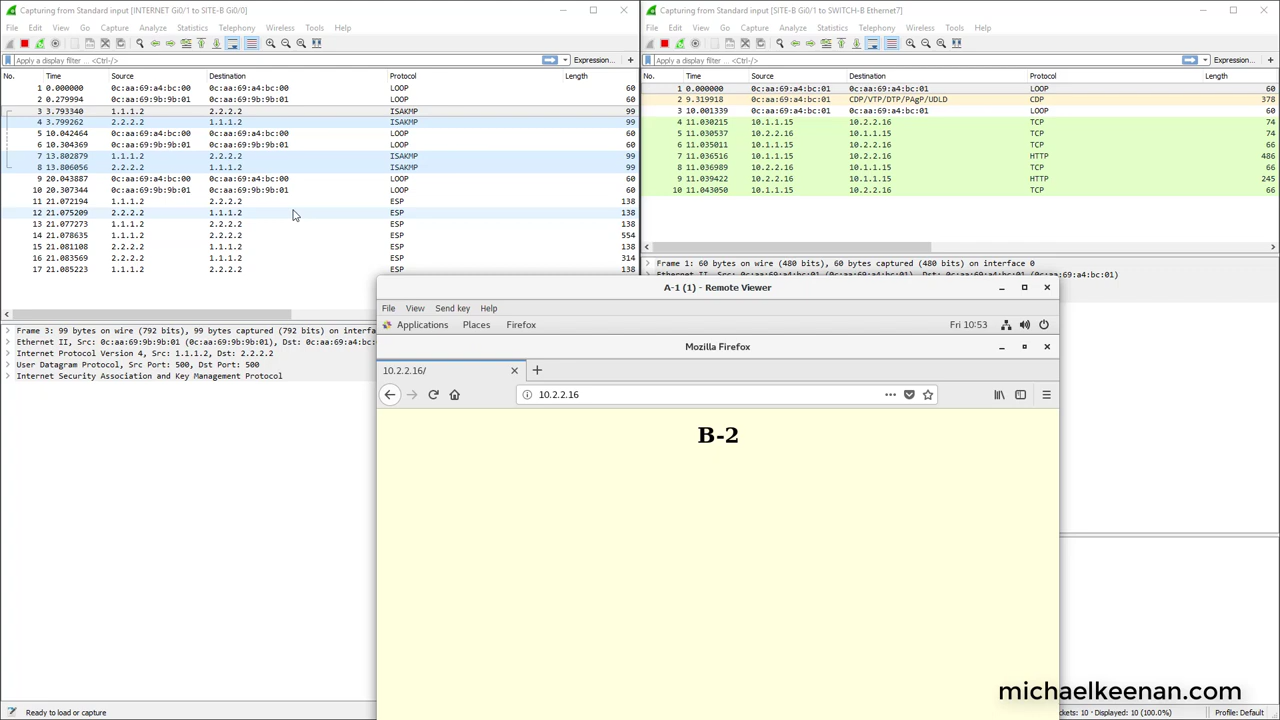 Capturing from Standard input [INTERNET Gi0/1 to SITE-B Gi0/0]
File Edit View Go Capture Analyze Statistics Telephony Wireless Tools Help
Apply a display filter ... <Ctrl-/>
Expression... +
No. Time Source Destination Protocol Length
1 0.000000 0c:aa:69:a4:bc:00 0c:aa:69:a4:bc:00 LOOP 60
2 0.279994 0c:aa:69:9b:9b:01 0c:aa:69:9b:9b:01 LOOP 60
3 3.793340 1.1.1.2 2.2.2.2 ISAKMP 99
4 3.799262 2.2.2.2 1.1.1.2 ISAKMP 99
5 10.042464 0c:aa:69:a4:bc:00 0c:aa:69:a4:bc:00 LOOP 60
6 10.304369 0c:aa:69:9b:9b:01 0c:aa:69:9b:9b:01 LOOP 60
7 13.802879 1.1.1.2 2.2.2.2 ISAKMP 99
8 13.806056 2.2.2.2 1.1.1.2 ISAKMP 99
9 20.043887 0c:aa:69:a4:bc:00 0c:aa:69:a4:bc:00 LOOP 60
10 20.307344 0c:aa:69:9b:9b:01 0c:aa:69:9b:9b:01 LOOP 60
11 21.072194 1.1.1.2 2.2.2.2 ESP 138
12 21.075209 2.2.2.2 1.1.1.2 ESP 138
13 21.077273 1.1.1.2 2.2.2.2 ESP 138
14 21.078635 1.1.1.2 2.2.2.2 ESP 554
15 21.081108 2.2.2.2 1.1.1.2 ESP 138
16 21.083569 2.2.2.2 1.1.1.2 ESP 314
17 21.085223 1.1.1.2 2.2.2.2 ESP 138
Frame 3: 99 bytes on wire (792 bits), 99 bytes captured (792 bits) on interfa
Ethernet II, Src: 0c:aa:69:9b:9b:01 (0c:aa:69:9b:9b:01), Dst: 0c:aa:69:a4:bc:0
Internet Protocol Version 4, Src: 1.1.1.2, Dst: 2.2.2.2
User Datagram Protocol, Src Port: 500, Dst Port: 500
Internet Security Association and Key Management Protocol
Ready to load or capture
Capturing from Standard input [SITE-B Gi0/1 to SWITCH-B Ethernet7]
File Edit View Go Capture Analyze Statistics Telephony Wireless Tools Help
Apply a display filter ... <Ctrl-/>
Expression... +
No. Time Source Destination Protocol Length
1 0.000000 0c:aa:69:a4:bc:01 0c:aa:69:a4:bc:01 LOOP 60
2 9.319918 0c:aa:69:a4:bc:01 CDP/VTP/DTP/PAgP/UDLD CDP 378
3 10.001339 0c:aa:69:a4:bc:01 0c:aa:69:a4:bc:01 LOOP 60
4 11.030215 10.1.1.15 10.2.2.16 TCP 74
5 11.030537 10.2.2.16 10.1.1.15 TCP 74
6 11.035011 10.1.1.15 10.2.2.16 TCP 66
7 11.036516 10.1.1.15 10.2.2.16 HTTP 486
8 11.036989 10.2.2.16 10.1.1.15 TCP 66
9 11.039422 10.2.2.16 10.1.1.15 HTTP 245
10 11.043050 10.1.1.15 10.2.2.16 TCP 66
Frame 1: 60 bytes on wire (480 bits), 60 bytes captured (480 bits) on interface 0
Ethernet II, Src: 0c:aa:69:a4:bc:01 (0c:aa:69:a4:bc:01), Dst: 0c:aa:69:a4:bc:01 (0c:aa:69:a4:bc:01)
A-1 (1) - Remote Viewer
File View Send key Help
Applications Places Firefox Fri 10:53
Mozilla Firefox
10.2.2.16/
10.2.2.16
B-2
michaelkeenan.com
kets: 10 · Displayed: 10 (100.0%) Profile: Default